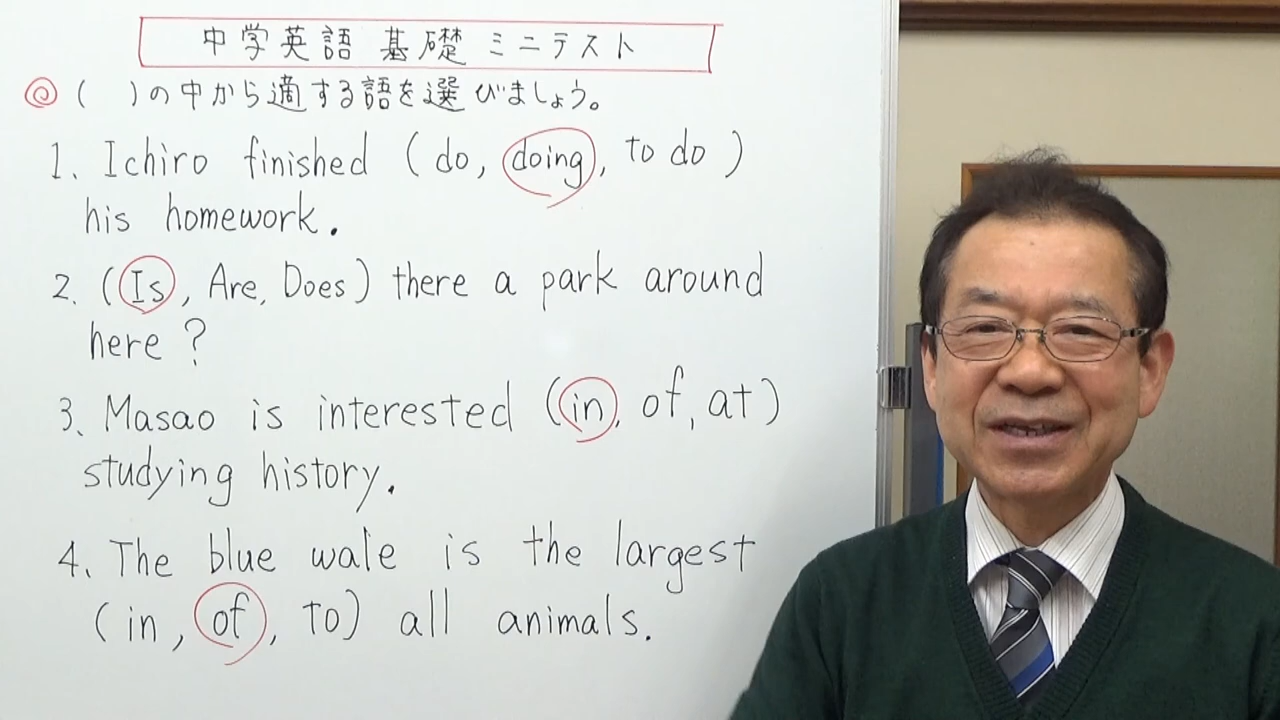 中学英語 基礎 ミニテスト
◎ (　)の中から適する語を選びましょう。
1. Ichiro finished (do, doing, to do)
his homework.
2. (Is, Are, Does) there a park around
here?
3. Masao is interested (in, of, at)
studying history.
4. The blue wale is the largest
(in, of, to) all animals.